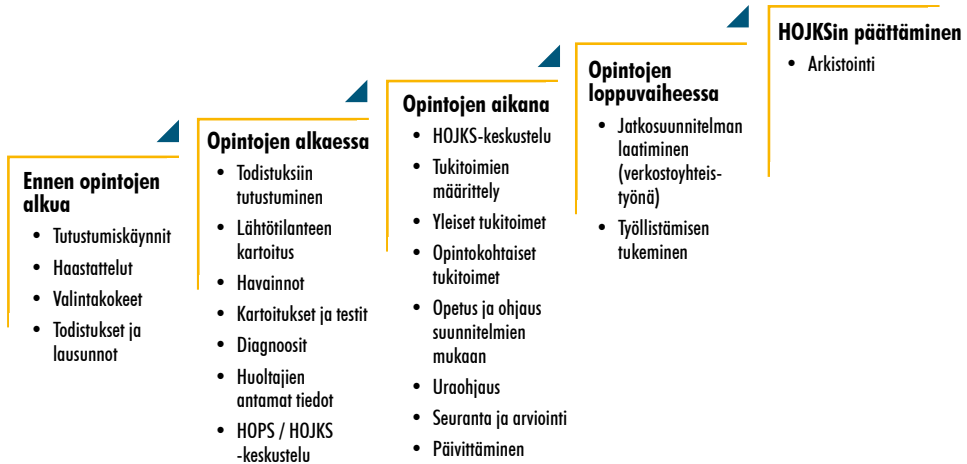 Ennen opintojen
alkua
• Tutustumiskäynnit
• Haastattelut
• Valintakokeet
• Todistukset ja
lausunnot
Opintojen alkaessa
• Todistuksiin
tutustuminen
• Lähtötilanteen
kartoitus
• Havainnot
• Kartoitukset ja testit
• Diagnoosit
• Huoltajien
antamat tiedot
• HOPS / HOJKS
-keskustelu
Opintojen aikana
• HOJKS-keskustelu
• Tukitoimien
määrittely
• Yleiset tukitoimet
• Opintokohtaiset
tukitoimet
• Opetus ja ohjaus
suunnitelmien
mukaan
• Uraohjaus
• Seuranta ja arviointi
• Päivittäminen
Opintojen
loppuvaiheessa
• Jatkosuunnitelman
laatiminen
(verkostoyhteis-
työnä)
• Työllistämisen
tukeminen
HOJKSin päättäminen
• Arkistointi